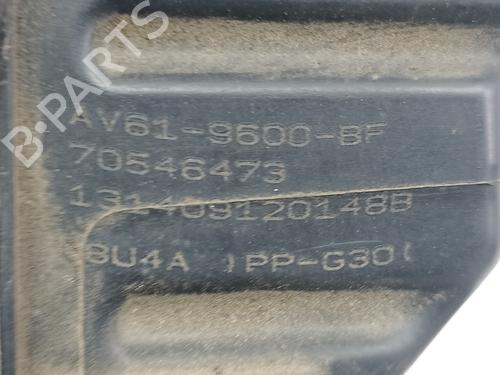 AV61-9600-BF
70546473
131409120148B
8U4A )PP-G30(
B-PARTS